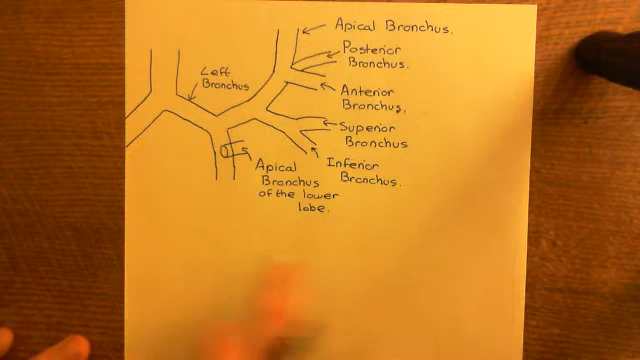 Apical Bronchus.
Posterior
Bronchus.
Left
Bronchus
Anterior
Bronchus.
Superior
Bronchus
Inferior
Bronchus.
Apical
Bronchus
of the lower
lobe.